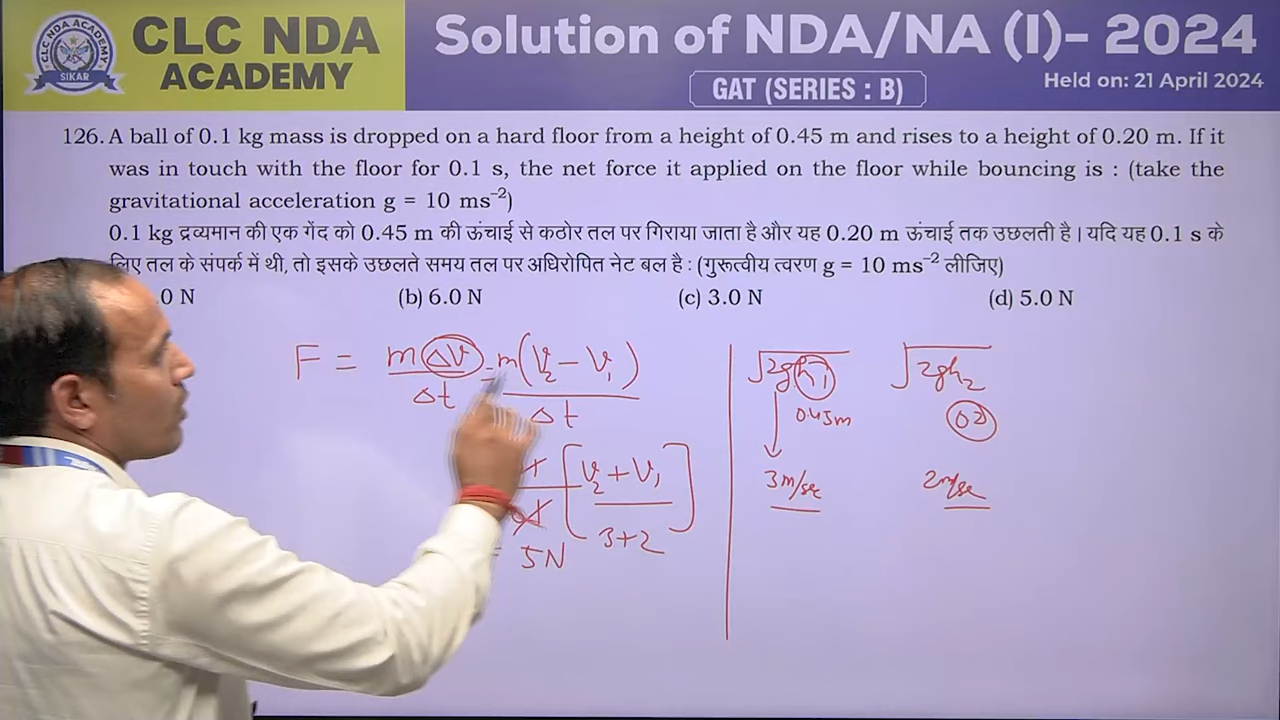 CLC NDA ACADEMY
SIKAR
CLC NDA
ACADEMY
Solution of NDA/NA (I)- 2024
GAT (SERIES : B)
Held on: 21 April 2024
126. A ball of 0.1 kg mass is dropped on a hard floor from a height of 0.45 m and rises to a height of 0.20 m. If it
was in touch with the floor for 0.1 s, the net force it applied on the floor while bouncing is : (take the
gravitational acceleration g = 10 ms⁻²)
0.1 kg द्रव्यमान की एक गेंद को 0.45 m की ऊंचाई से कठोर तल पर गिराया जाता है और यह 0.20 m ऊंचाई तक उछलती है। यदि यह 0.1 s के
लिए तल के संपर्क में थी, तो इसके उछलते समय तल पर अधिरोपित नेट बल है : (गुरूत्वीय त्वरण g = 10 ms⁻² लीजिए)
.0 N (b) 6.0 N (c) 3.0 N (d) 5.0 N
F = mΔV/Δt = m(V₂ - V₁)/Δt
[V₂ + V₁]
3+2
= 5N
√2gh₁ √2gh₂
0.45m 0.2
3m/sec 2m/sec